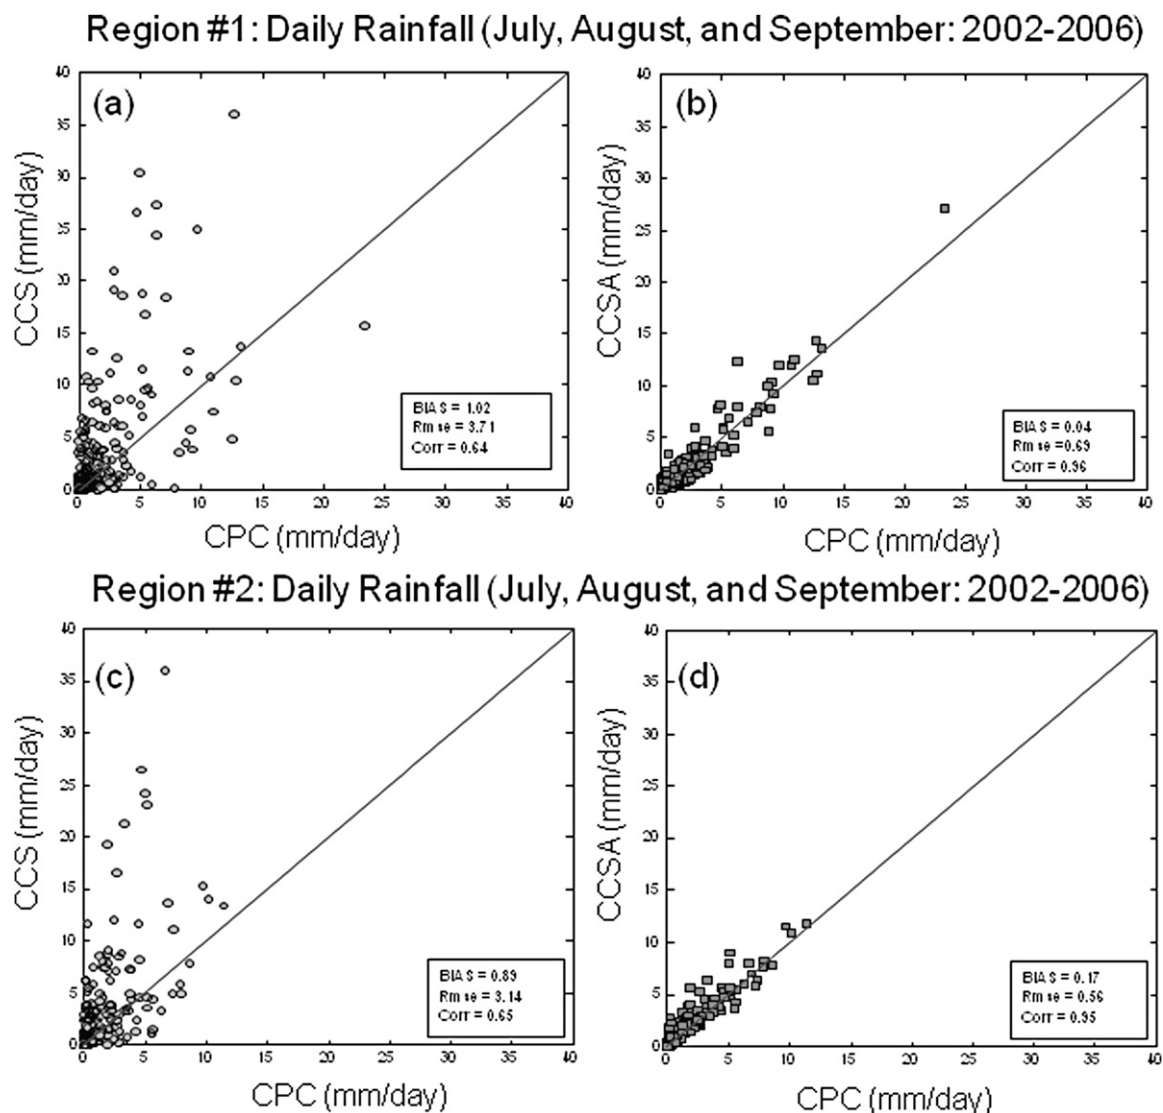 Region #1: Daily Rainfall (July, August, and September: 2002-2006)
(a)
CCS (mm/day)
40
35
30
25
20
15
10
5
0
0 5 10 15 20 25 30 35 40
CPC (mm/day)
BIAS = 1.02
Rmse = 3.71
Corr = 0.64
(b)
CCSA (mm/day)
40
35
30
25
20
15
10
5
0
0 5 10 15 20 25 30 35 40
CPC (mm/day)
BIAS = 0.04
Rmse =0.69
Corr = 0.96
Region #2: Daily Rainfall (July, August, and September: 2002-2006)
(c)
CCS (mm/day)
40
35
30
25
20
15
10
5
0
0 5 10 15 20 25 30 35 40
CPC (mm/day)
BIAS = 0.89
Rmse = 3.14
Corr = 0.65
(d)
CCSA (mm/day)
40
35
30
25
20
15
10
5
0
0 5 10 15 20 25 30 35 40
CPC (mm/day)
BIAS = 0.17
Rmse = 0.56
Corr = 0.95